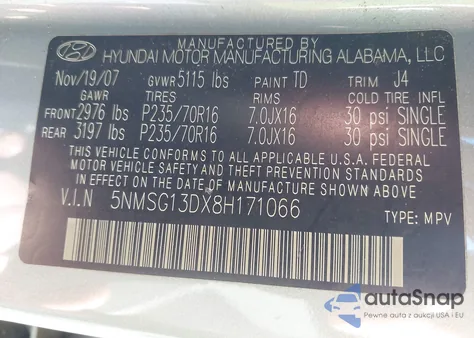 MANUFACTURED BY
HYUNDAI MOTOR MANUFACTURING ALABAMA, LLC
Nov/19/07 GVWR 5115 lbs PAINT TD TRIM J4
GAWR TIRES RIMS COLD TIRE INFL
FRONT 2976 lbs P235/70R16 7.0JX16 30 psi SINGLE
REAR 3197 lbs P235/70R16 7.0JX16 30 psi SINGLE
THIS VEHICLE CONFORMS TO ALL APPLICABLE U.S.A. FEDERAL
MOTOR VEHICLE SAFETY, BUMPER, AND THEFT PREVENTION
STANDARDS IN EFFECT ON THE DATE OF MANUFACTURE SHOWN ABOVE.
V.I.N 5NMSG13DX8H171066
TYPE: MPV
autoSnap
Pewne auta z aukcji USA i EU